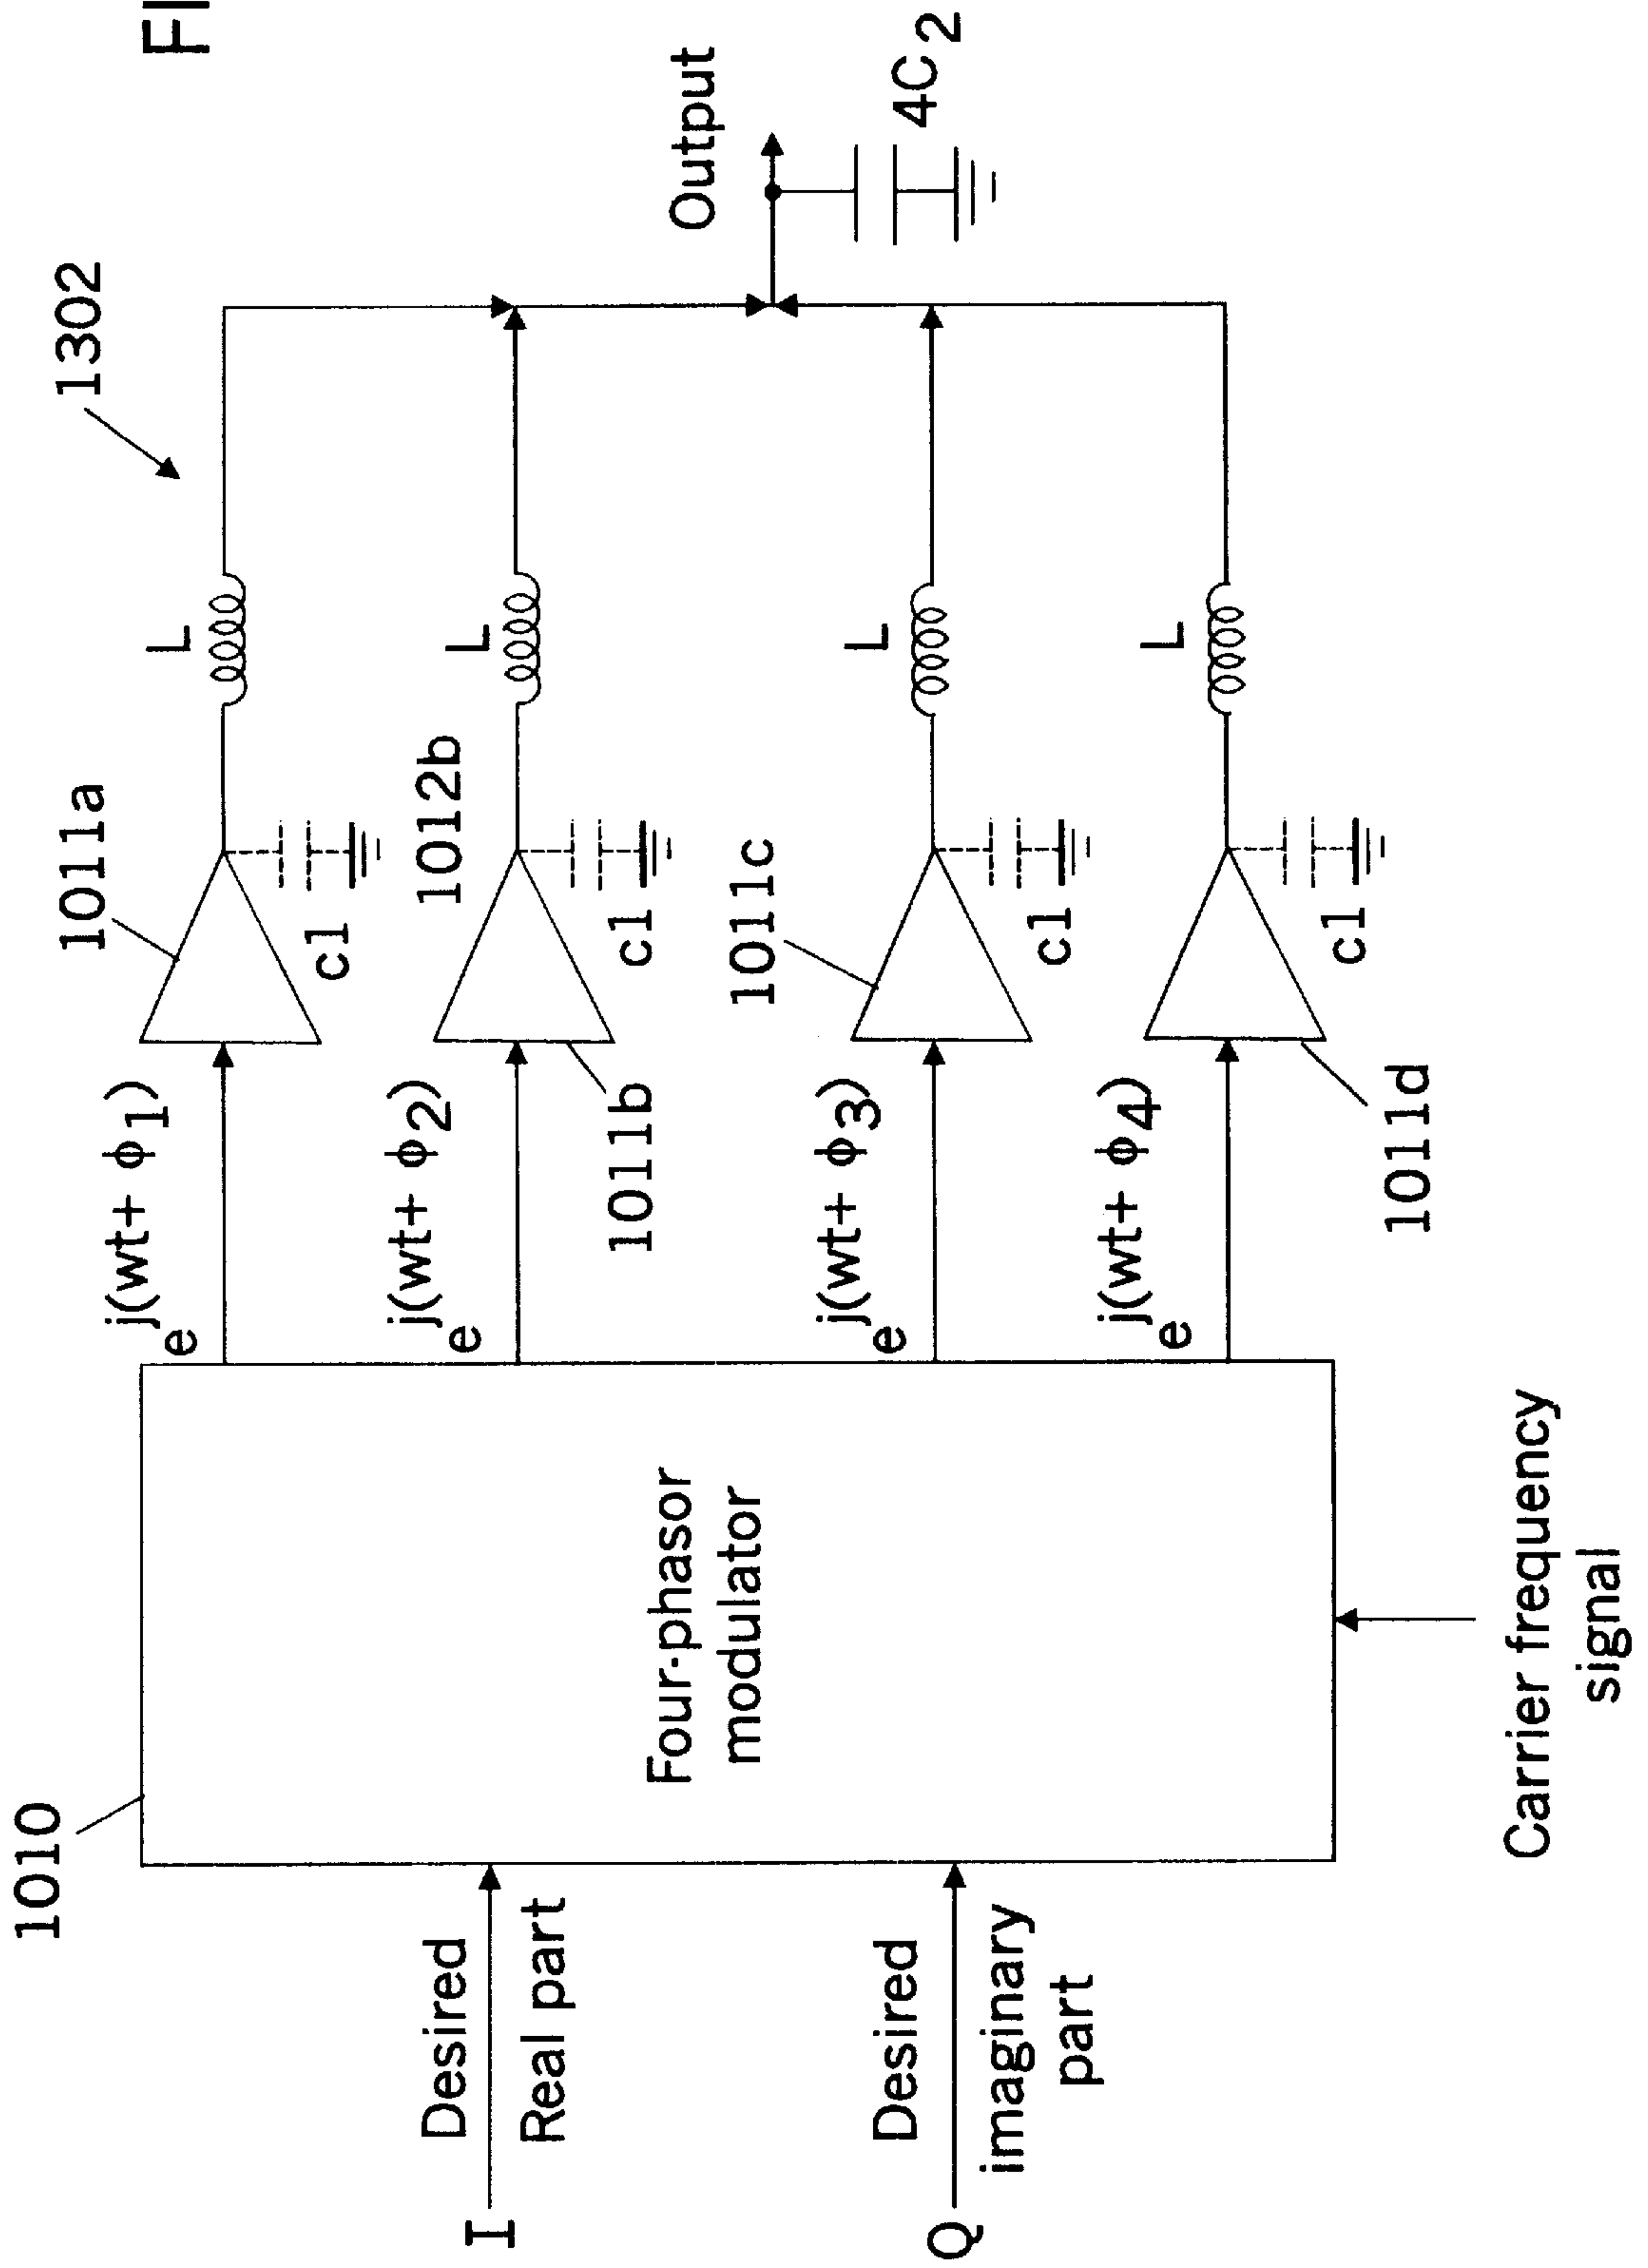 FI
1302
1010
I
Desired
Real part
Q
Desired
imaginary
part
Four-phasor
modulator
Carrier frequency
signal
e j(wt+ ϕ1)
1011a
c1
L
e j(wt+ ϕ2)
1011b
1012b
c1
L
e j(wt+ ϕ3)
1011c
c1
L
e j(wt+ ϕ4)
1011d
c1
L
Output
4C2